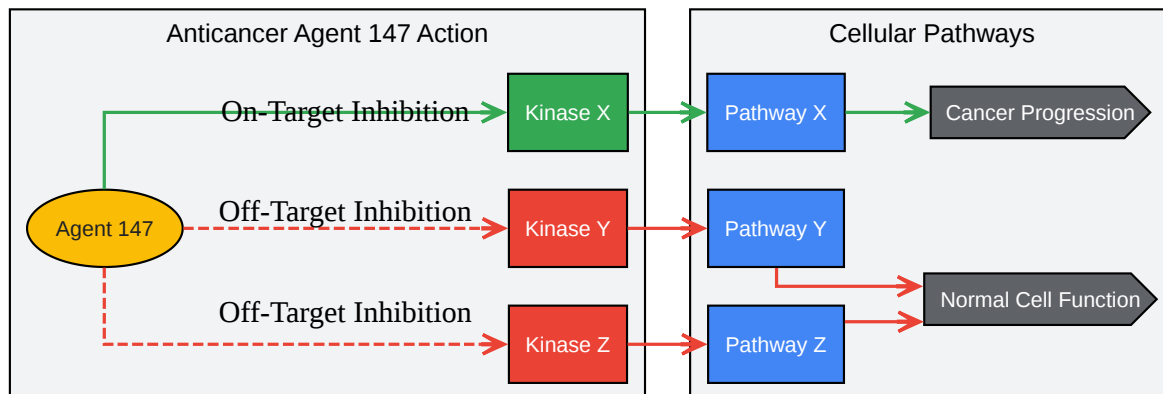 Anticancer Agent 147 Action
Cellular Pathways
On-Target Inhibition
Kinase X
Pathway X
Cancer Progression
Agent 147
Off-Target Inhibition
Kinase Y
Pathway Y
Normal Cell Function
Off-Target Inhibition
Kinase Z
Pathway Z